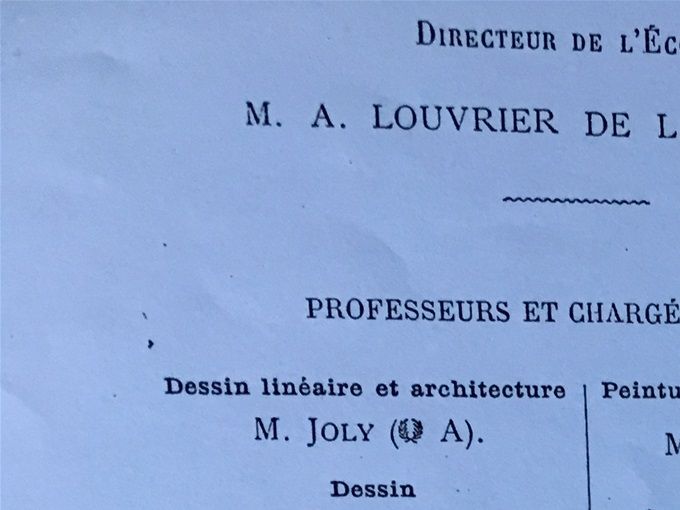 DIRECTEUR DE L'ÉC
M. A. LOUVRIER DE L
PROFESSEURS ET CHARGÉ
Dessin linéaire et architecture
Peintu
M. JOLY ( A).
M
Dessin